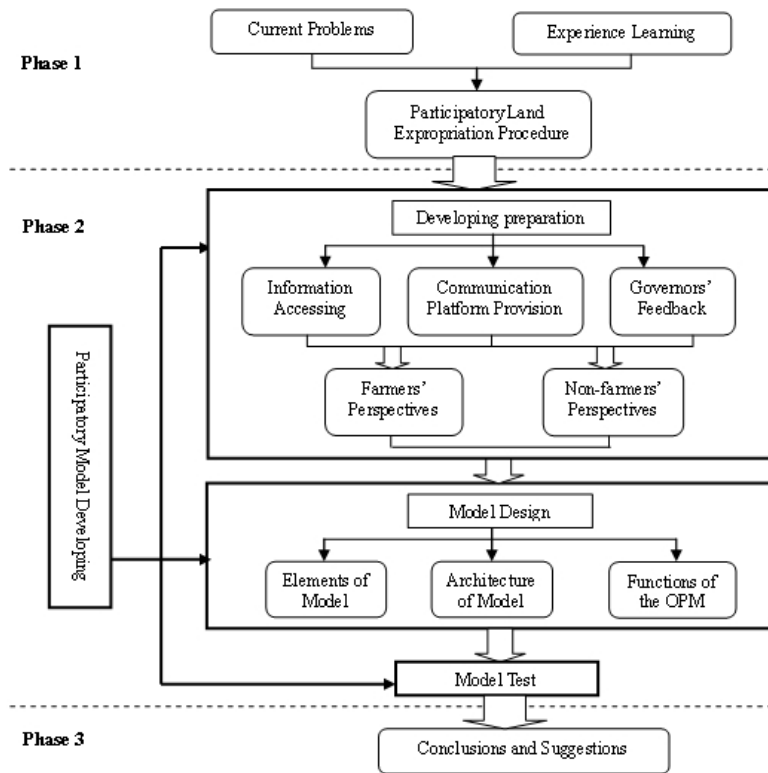 Current Problems
Experience Learning
Phase 1
Participatory Land
Expropriation Procedure
Phase 2
Developing preparation
Information
Accessing
Communication
Platform Provision
Governors’
Feedback
Farmers’
Perspectives
Non-farmers’
Perspectives
Participatory Model Developing
Model Design
Elements of
Model
Architecture
of Model
Functions of
the OPM
Model Test
Phase 3
Conclusions and Suggestions